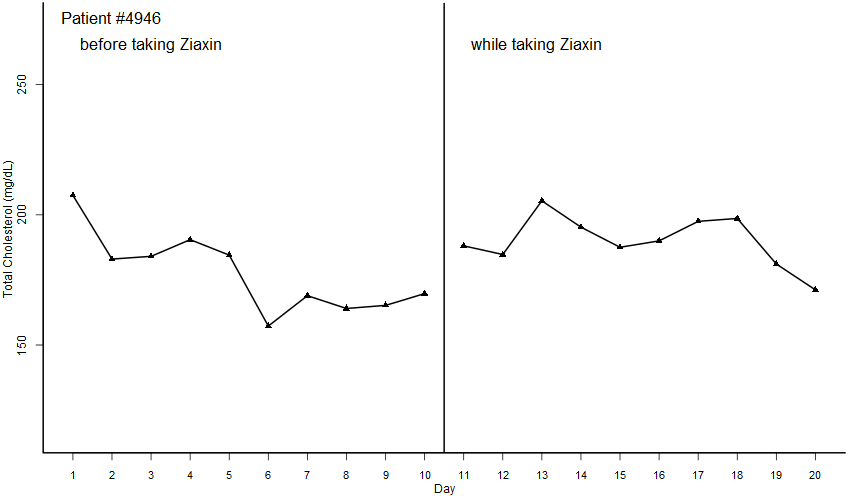 Patient #4946
before taking Ziaxin
while taking Ziaxin
Total Cholesterol (mg/dL)
250
200
150
1 2 3 4 5 6 7 8 9 10 11 12 13 14 15 16 17 18 19 20
Day